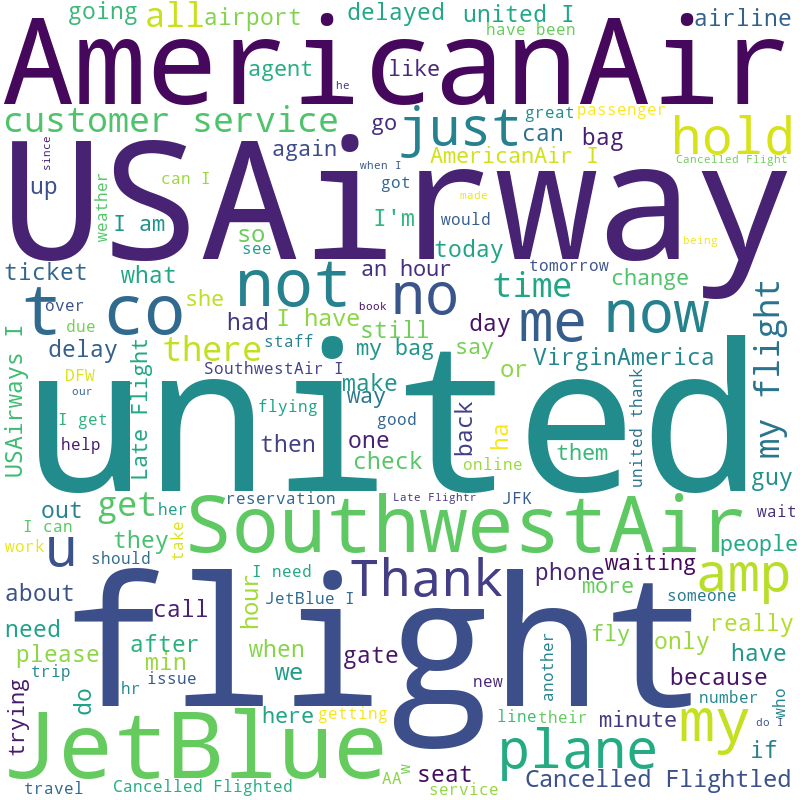 going all airport delayed united I airline
have been
AmericanAir
agent like
he
customer service go just can great passenger bag hold
since again AmericanAir I Cancelled Flight
USAirway
up weather can I when I got
I am I'm would made
so see today being
ticket what not an hour time tomorrow change
t co she no me now my flight
over had I have book still day
due there staff
delay my bag say or VirginAmerica
USAirways I DFW Late Flight SouthwestAir I make
our way
united
I get flying good back ha united thank
help then one check online them guy
out get her reservation Late Flightr JFK wait
I can SouthwestAir
work u they take should people
about I need Thank phone waiting more amp
call hour JetBlue I someone
flight
need please after min when we gate fly only really have
trip hr issue another because
trying do new number who
here getting line their minute my do I
JetBlue plane if
AA w seat
travel Cancelled Flighted service Cancelled Flightled